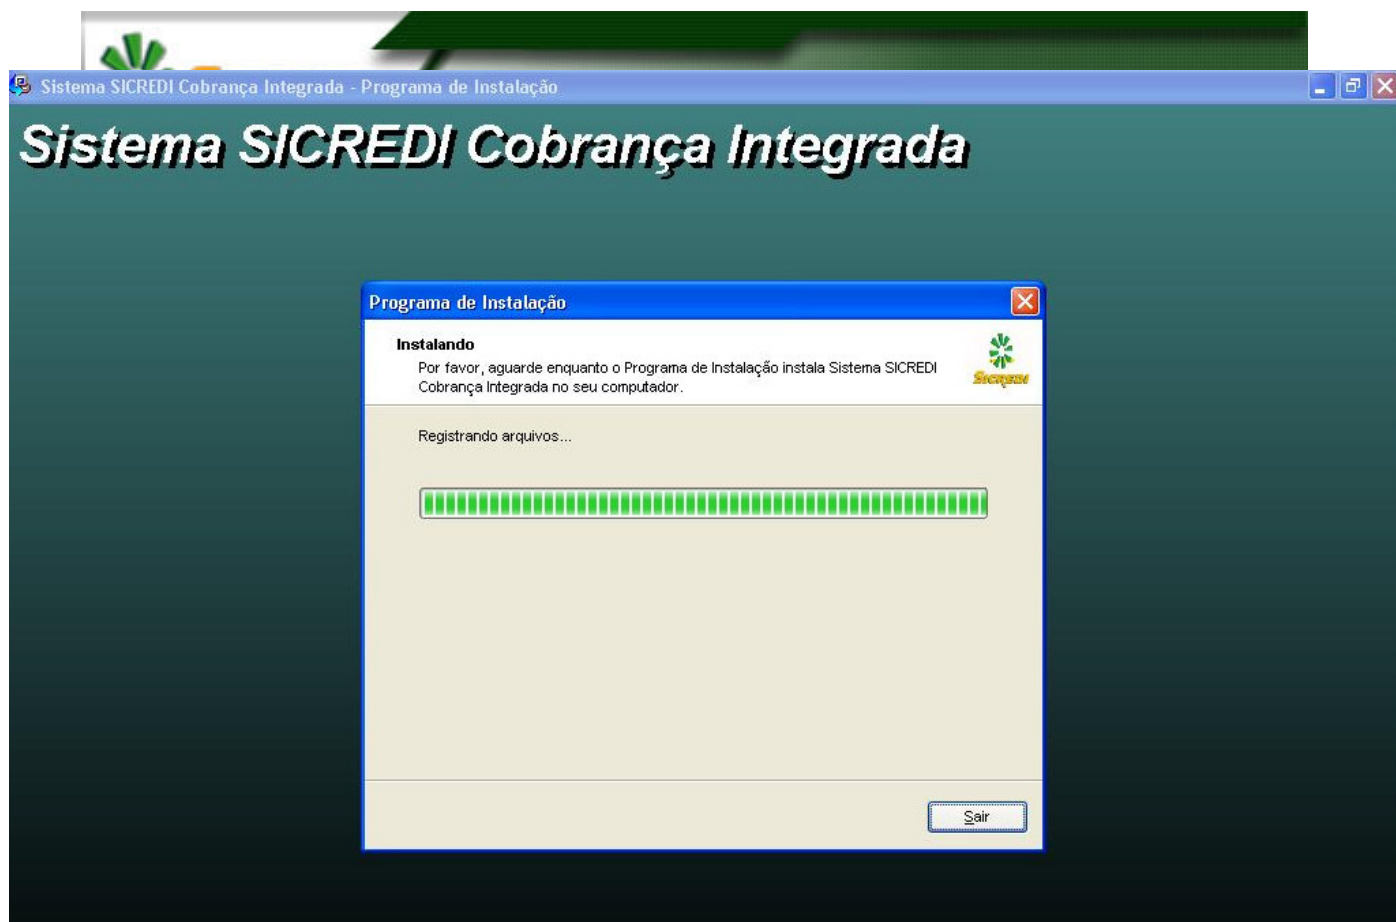 Sistema SICREDI Cobrança Integrada - Programa de Instalação
Sistema SICREDI Cobrança Integrada
Programa de Instalação
Instalando
Por favor, aguarde enquanto o Programa de Instalação instala Sistema SICREDI
Cobrança Integrada no seu computador.
SICREDI
Registrando arquivos...
Sair